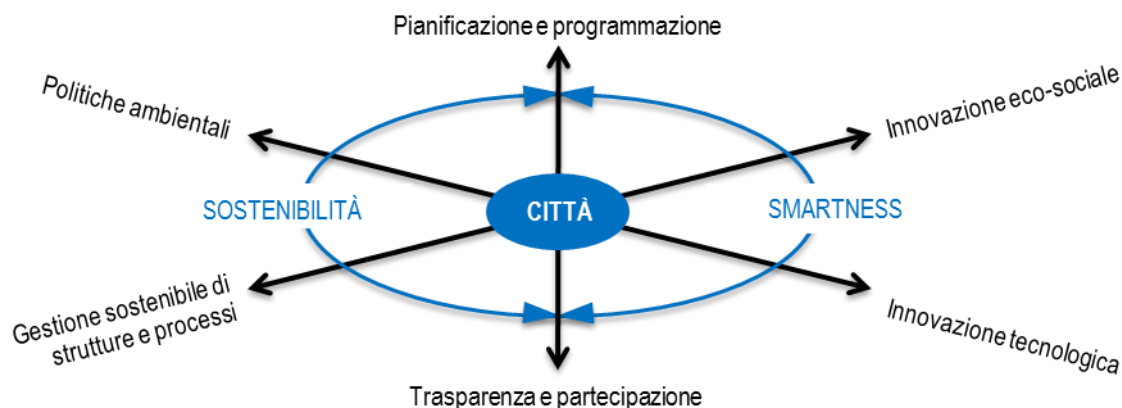 Pianificazione e programmazione
Politiche ambientali
Innovazione eco-sociale
SOSTENIBILITÀ
CITTÀ
SMARTNESS
Gestione sostenibile di
strutture e processi
Innovazione tecnologica
Trasparenza e partecipazione